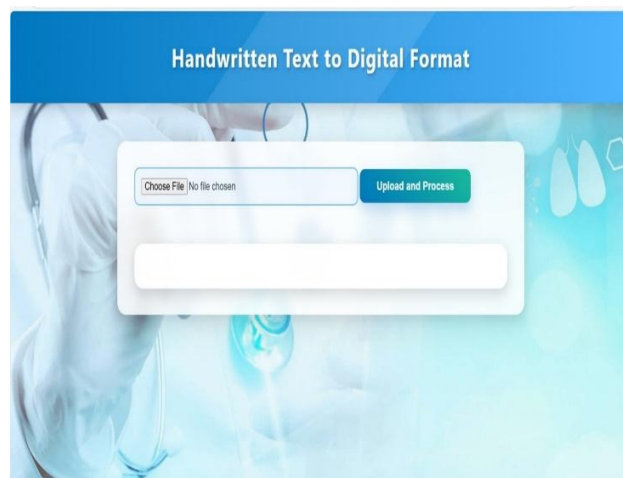 Handwritten Text to Digital Format
Choose File No file chosen Upload and Process